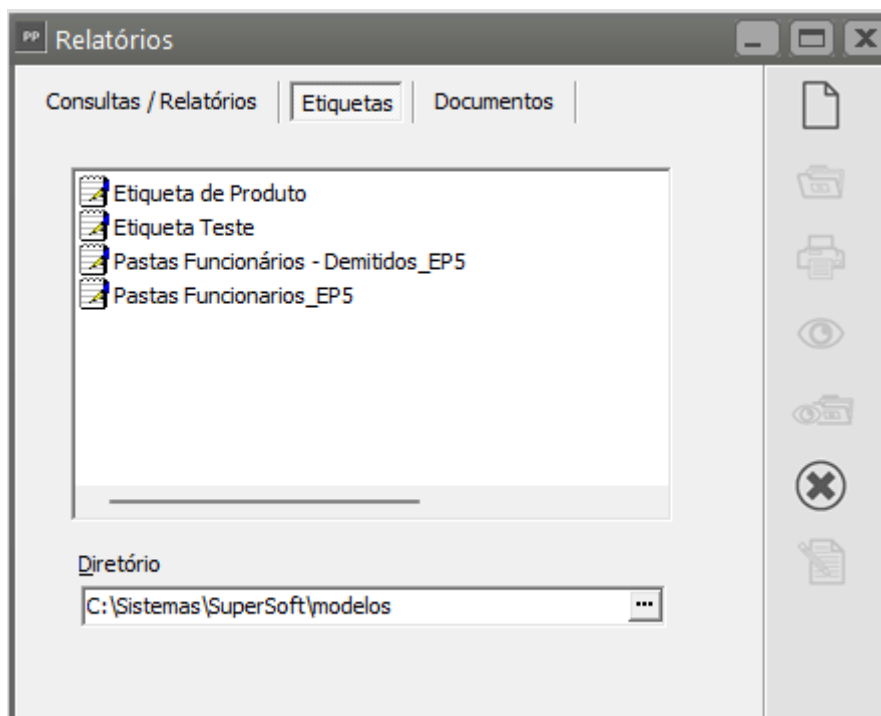 PP Relatórios
Consultas / Relatórios Etiquetas Documentos
Etiqueta de Produto
Etiqueta Teste
Pastas Funcionários - Demitidos_EP5
Pastas Funcionarios_EP5
Diretório
C:\Sistemas\SuperSoft\modelos ...